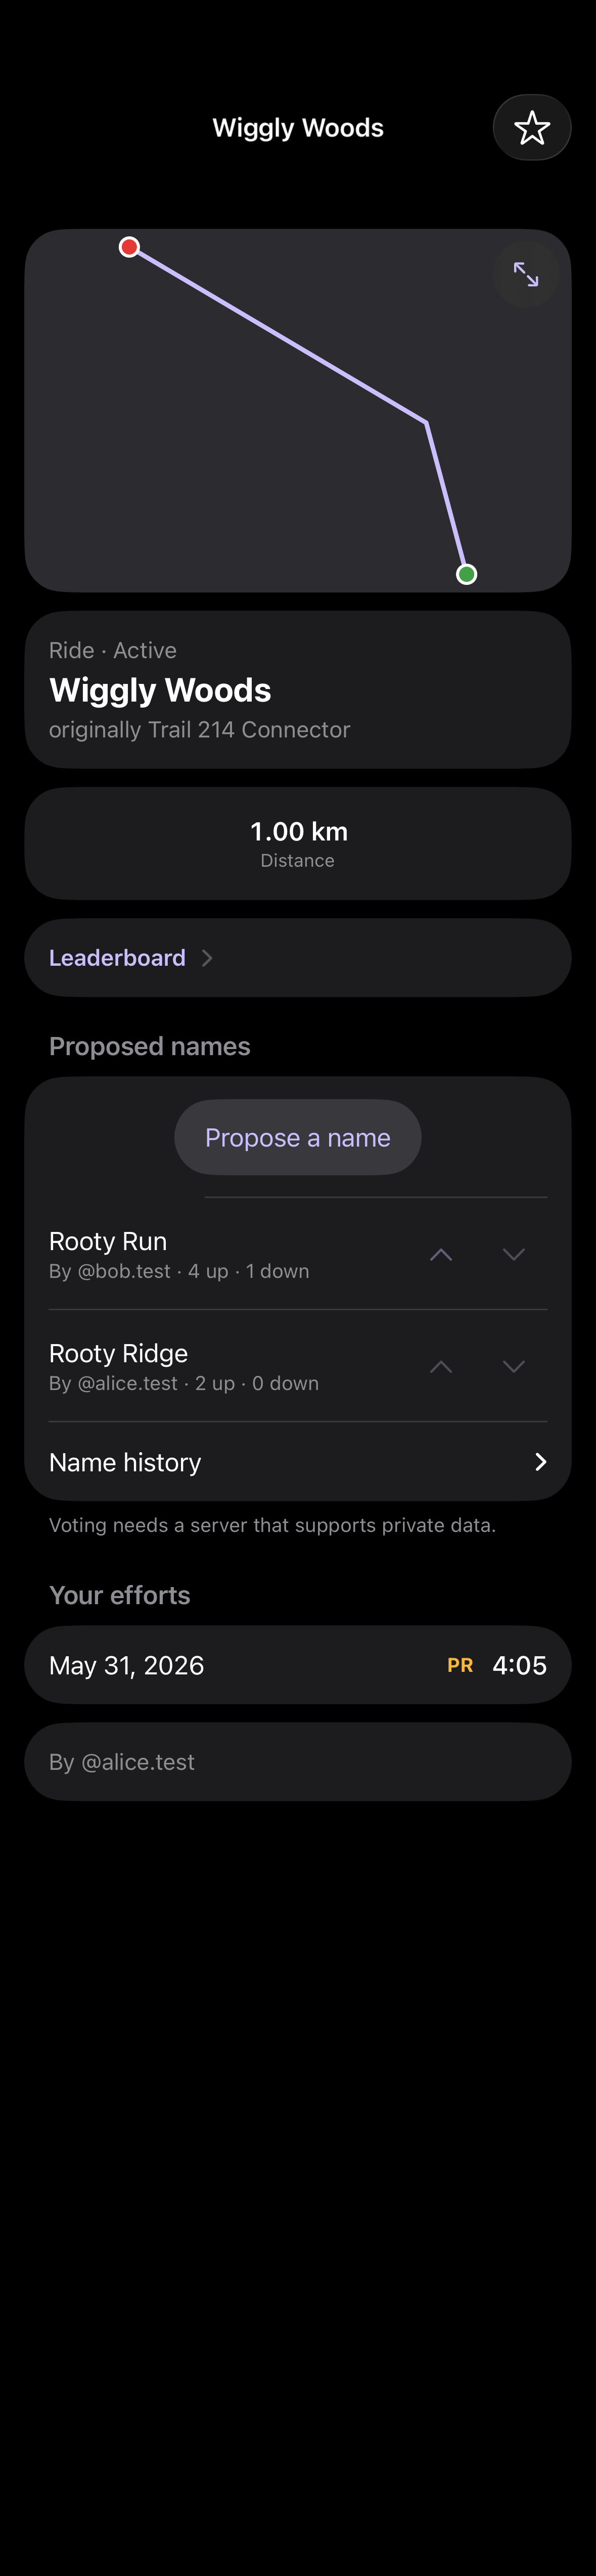 Wiggly Woods
Ride · Active
Wiggly Woods
originally Trail 214 Connector
1.00 km
Distance
Leaderboard
Proposed names
Propose a name
Rooty Run
By @bob.test · 4 up · 1 down
Rooty Ridge
By @alice.test · 2 up · 0 down
Name history
Voting needs a server that supports private data.
Your efforts
May 31, 2026 PR 4:05
By @alice.test